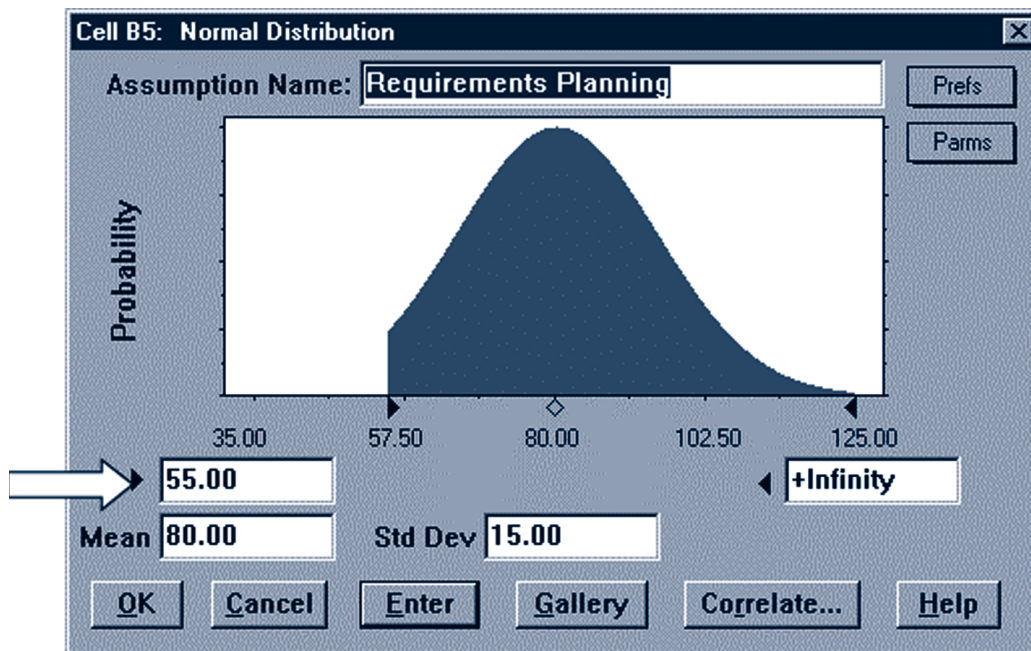 Cell B5: Normal Distribution
Assumption Name: Requirements Planning
Prefs
Parms
Probability
35.00 57.50 80.00 102.50 125.00
55.00 +Infinity
Mean 80.00 Std Dev 15.00
OK Cancel Enter Gallery Correlate... Help